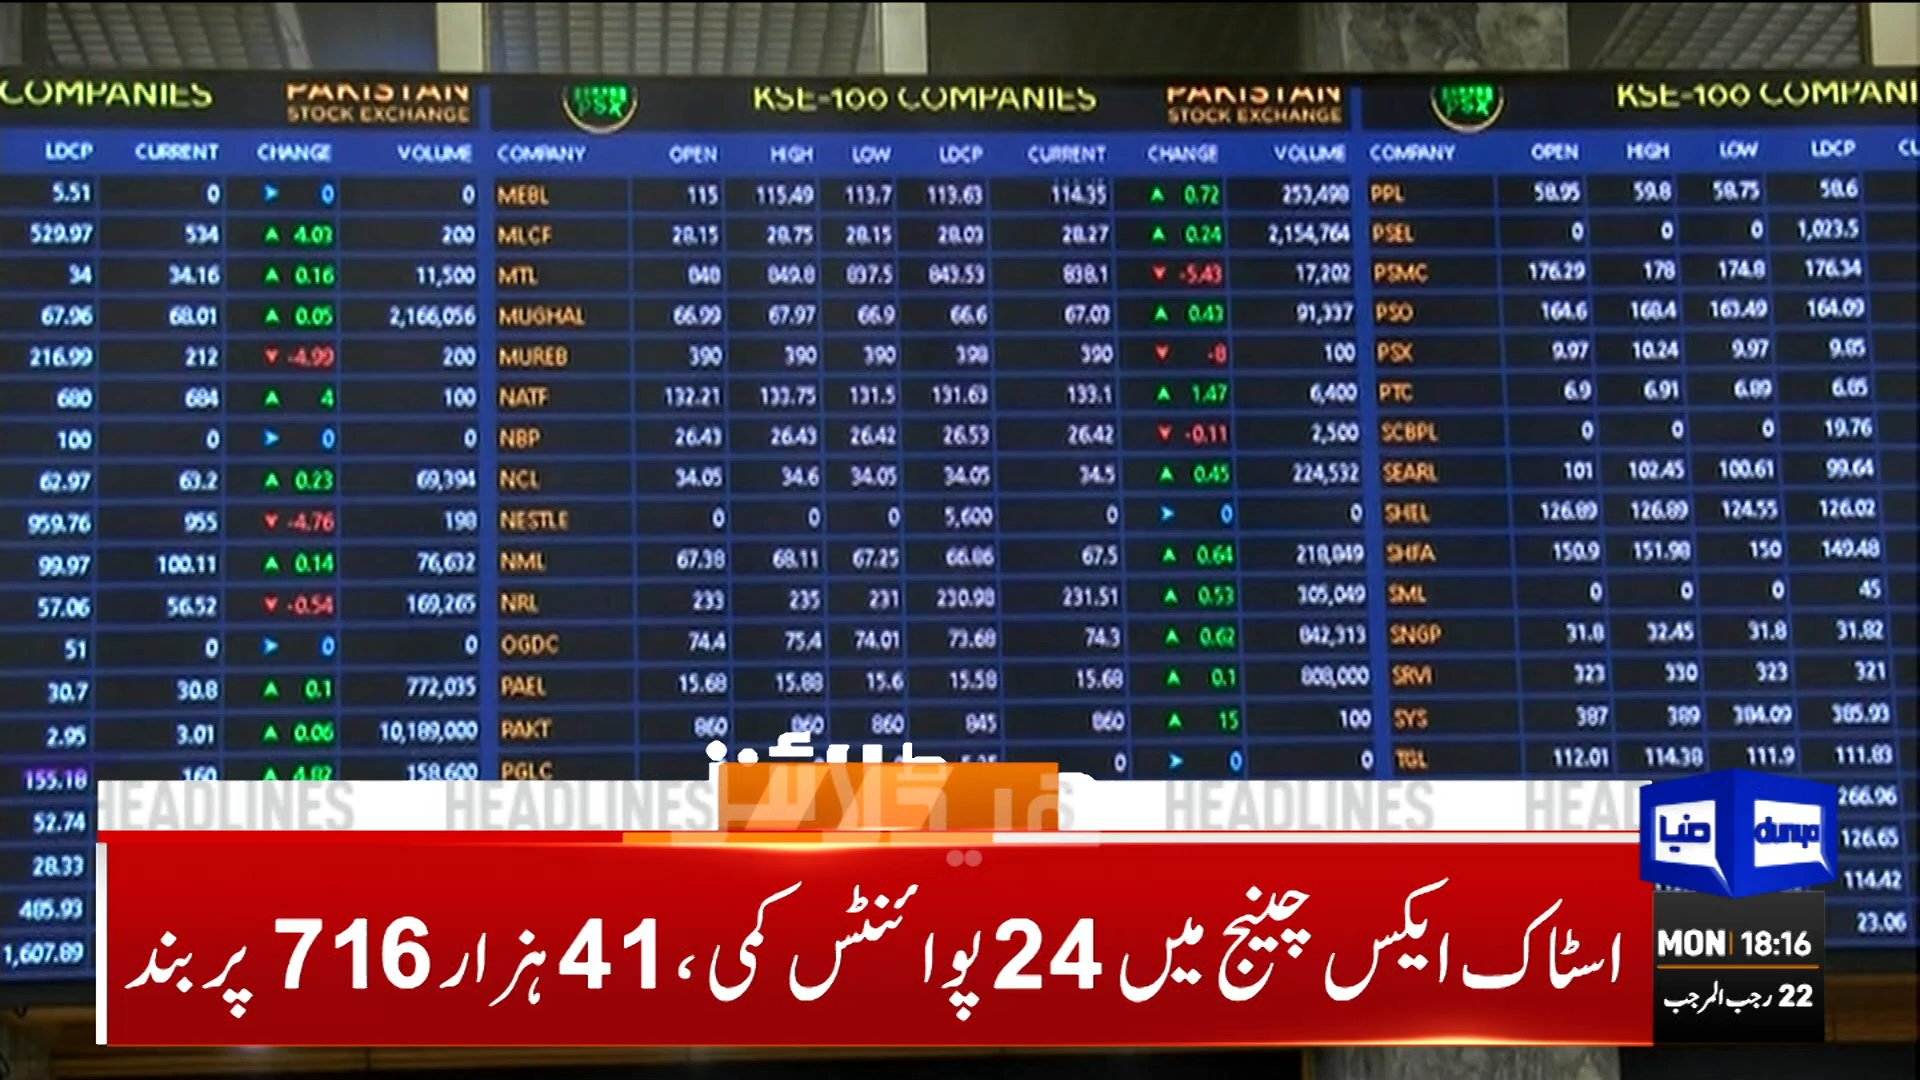 COMPANIES PAKISTAN STOCK EXCHANGE PSX KSE-100 COMPANIES PAKISTAN STOCK EXCHANGE PSX KSE-100 COMPANI
LDCP CURRENT CHANGE VOLUME COMPANY OPEN HIGH LOW LDCP CURRENT CHANGE VOLUME COMPANY OPEN HIGH LOW LDCP CU
5.51 0 0 0 MEBL 115 115.49 113.7 113.63 114.35 0.72 253,498 PPL 58.95 59.8 58.75 58.6
529.97 534 4.03 200 MLCF 28.15 28.75 28.15 28.03 28.27 0.24 2,154,764 PSEL 0 0 0 1,023.5
34 34.16 0.16 11,500 MTL 848 849.8 837.5 843.53 838.1 -5.43 17,202 PSMC 176.29 178 174.8 176.34
67.96 68.01 0.05 2,166,056 MUGHAL 66.99 67.97 66.9 66.6 67.03 0.43 91,337 PSO 164.6 168.4 163.49 164.09
216.99 212 -4.99 200 MUREB 390 390 390 398 390 -8 100 PSX 9.97 10.24 9.97 9.85
680 684 4 100 NATF 132.21 133.75 131.5 131.63 133.1 1.47 6,400 PTC 6.9 6.91 6.89 6.85
100 0 0 0 NBP 26.43 26.43 26.42 26.53 26.42 -0.11 2,500 SCBPL 0 0 0 19.76
62.97 63.2 0.23 69,394 NCL 34.05 34.6 34.05 34.05 34.5 0.45 224,532 SEARL 101 102.45 100.61 99.64
959.76 955 -4.76 198 NESTLE 0 0 0 5,600 0 0 0 SHEL 126.89 126.89 124.55 126.02
99.97 100.11 0.14 76,632 NML 67.38 68.11 67.25 66.86 67.5 0.64 218,849 SHFA 150.9 151.98 150 149.48
57.06 56.52 -0.54 169,265 NRL 233 235 231 230.98 231.51 0.53 305,049 SML 0 0 0 45
51 0 0 0 OGDC 74.4 75.4 74.01 73.68 74.3 0.62 842,313 SNGP 31.8 32.45 31.8 31.82
30.7 30.8 0.1 772,035 PAEL 15.68 15.88 15.6 15.58 15.68 0.1 808,000 SRVI 323 330 323 321
2.95 3.01 0.06 10,189,000 PAKT 860 860 860 845 860 15 100 SYS 387 389 384.09 385.93
155.18 160 4.82 158,600 PGLC 0 0 0 TGL 112.01 114.38 111.9 111.83
HEADLINES HEADLINES HEADLINES
266.96
52.74
دنیا dunya
126.65
28.33
114.42
485.93
23.06
1,607.89
اسٹاک ایکس چینج میں 24 پوائنٹس کمی، 41 ہزار 716 پر بند
MON 18:16
22 رجب المرجب